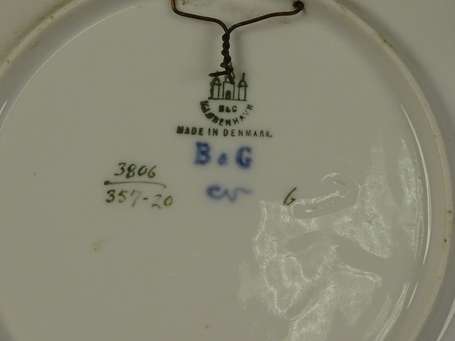 B&G
KJØBENHAVN
MADE IN DENMARK.
B & G
3806
357-20
6